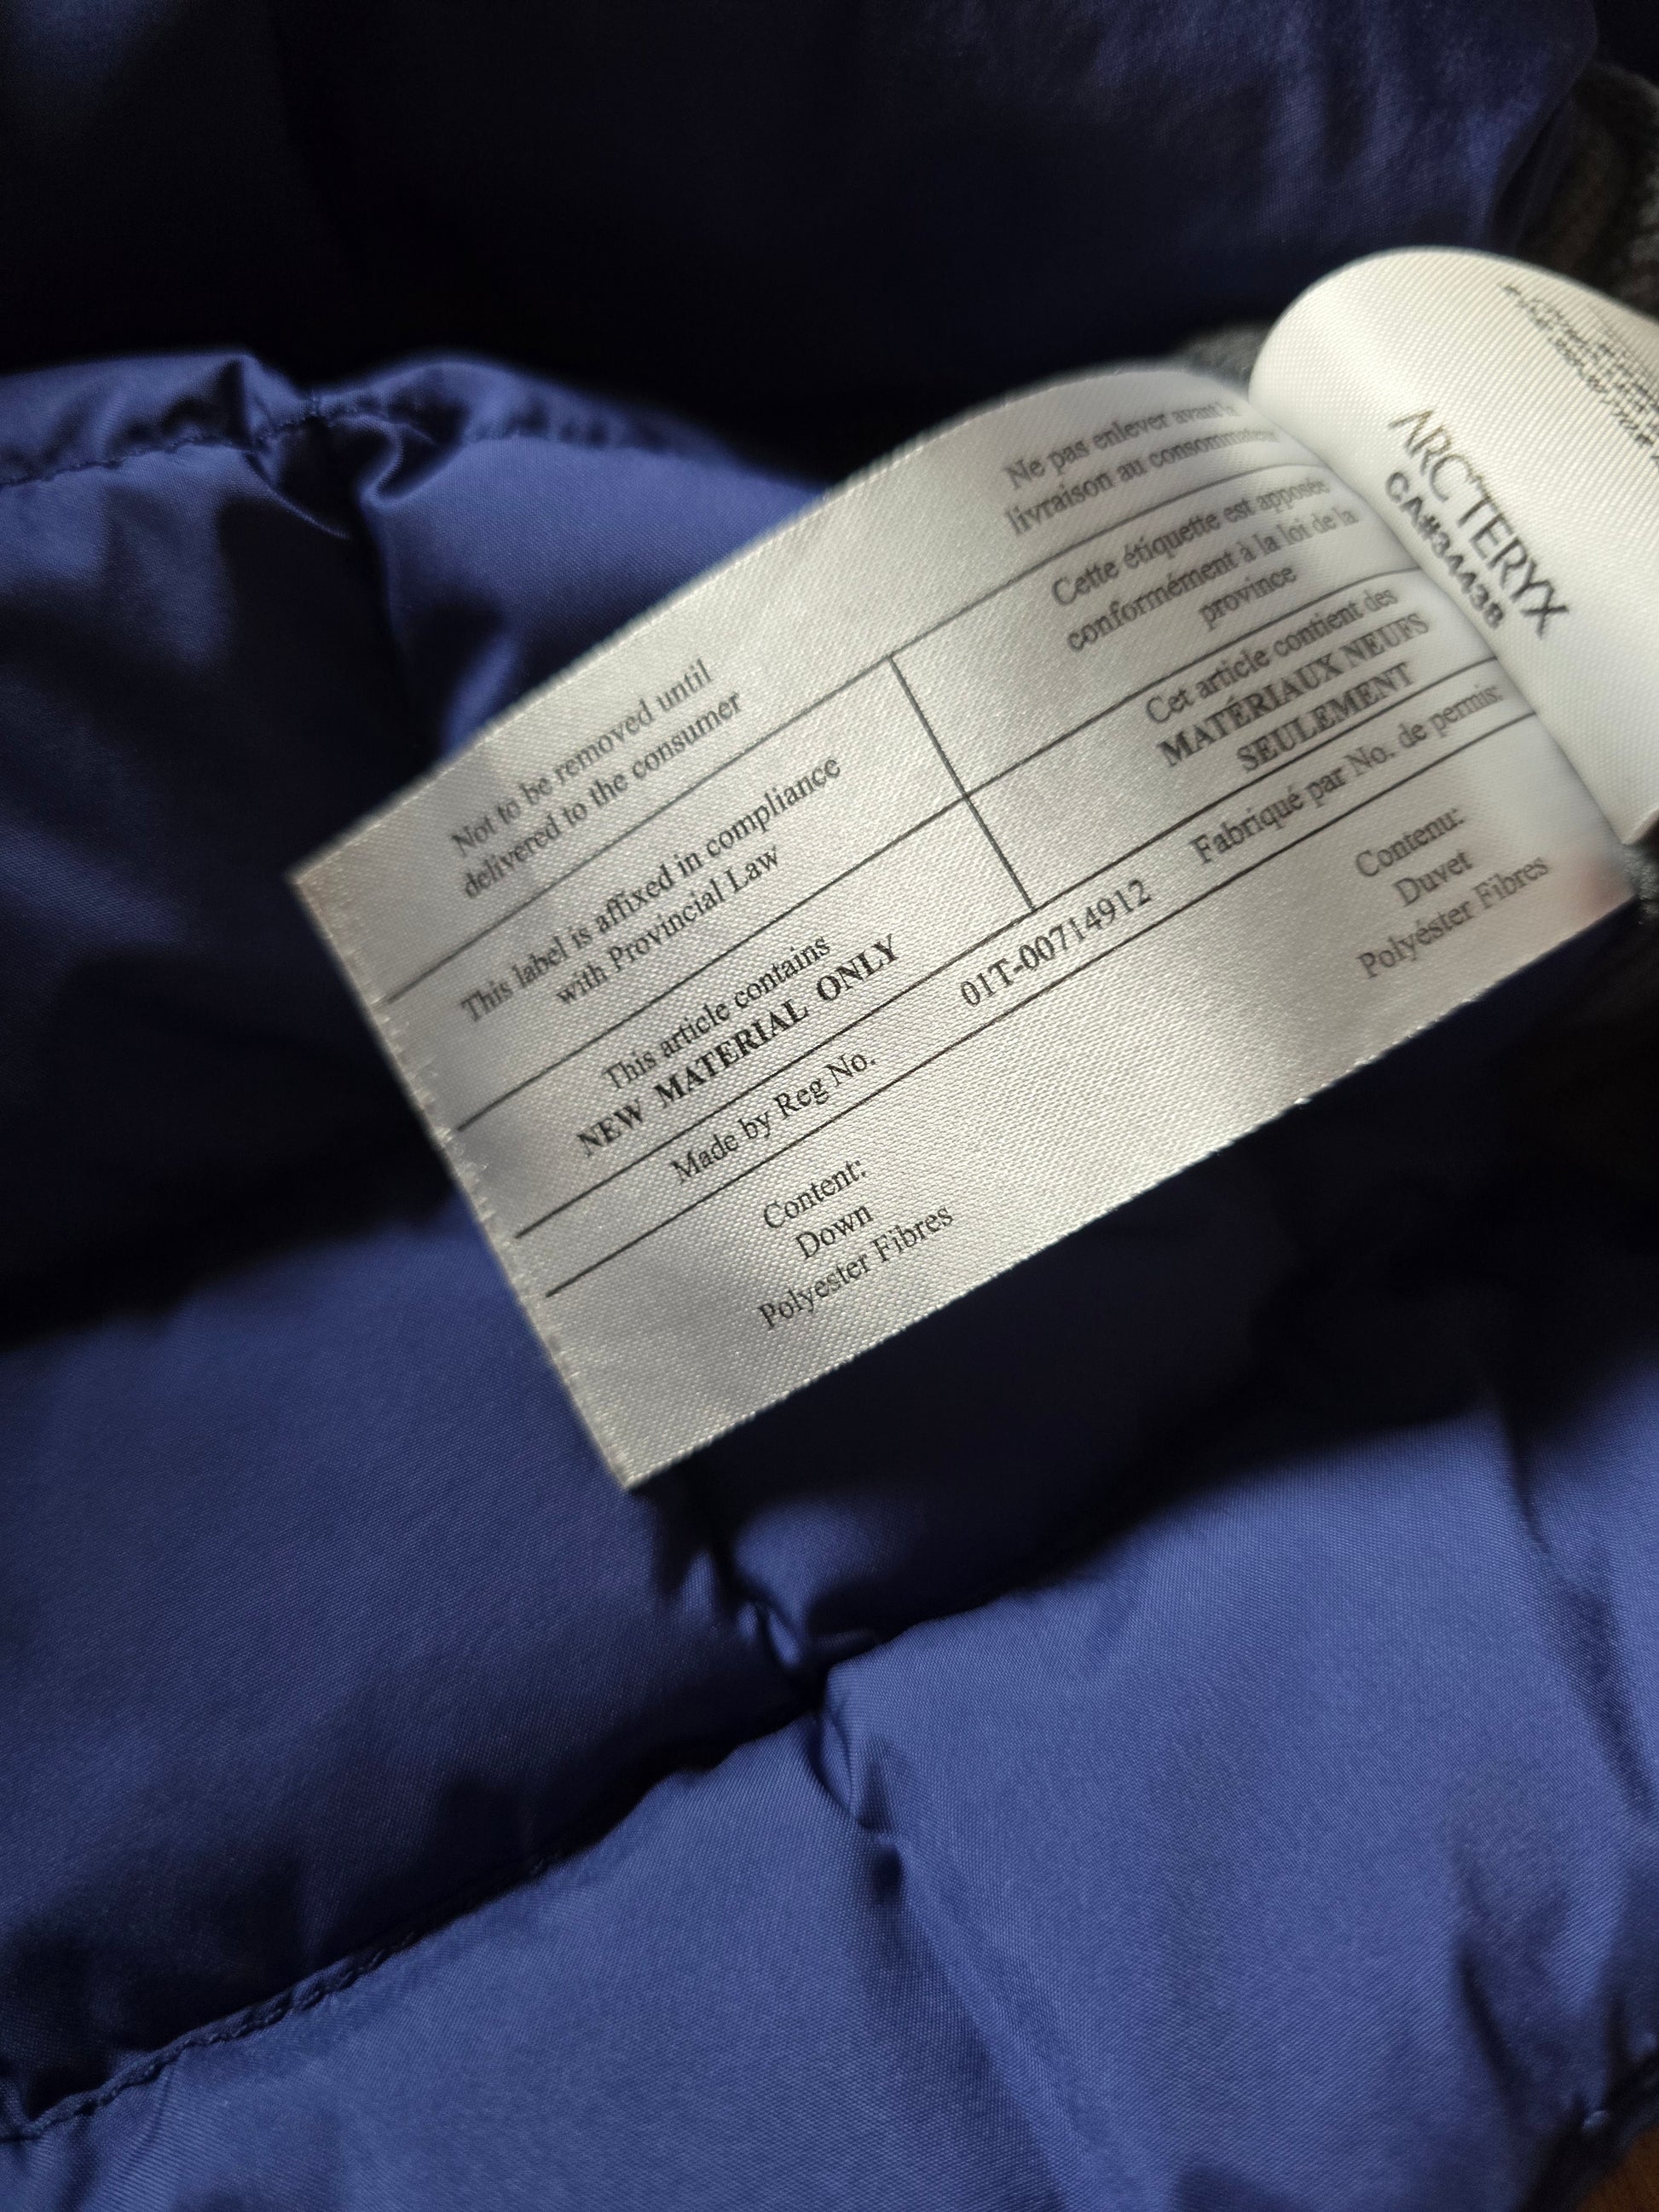 Not to be removed until
delivered to the consumer
This label is affixed in compliance
with Provincial Law
This article contains
NEW MATERIAL ONLY
Made by Reg No.
01T-00714912
Content:
Down
Polyester Fibres
Ne pas enlever avant la
livraison au consommateur
Cette étiquette est apposée
conformément à la loi de la
province
Cet article contient des
MATÉRIAUX NEUFS
SEULEMENT
Fabriqué par No. de permis:
Contenu:
Duvet
Polyéster Fibres
ARC'TERYX
CA#34438